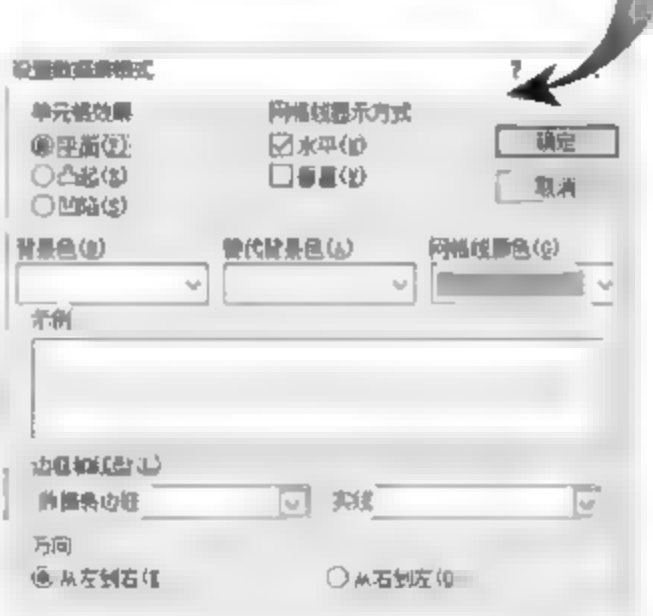 设置数据表格式 ?
单元格效果 网格线显示方式
平面(F) 水平(H) 确定
凸起(R) 垂直(V) 取消
凹陷(S)
背景色(B) 替代背景色(A) 网格线颜色(G)
示例
边框和线型(L)
数据表边框 实线
方向
从左到右(L 从右到左(O